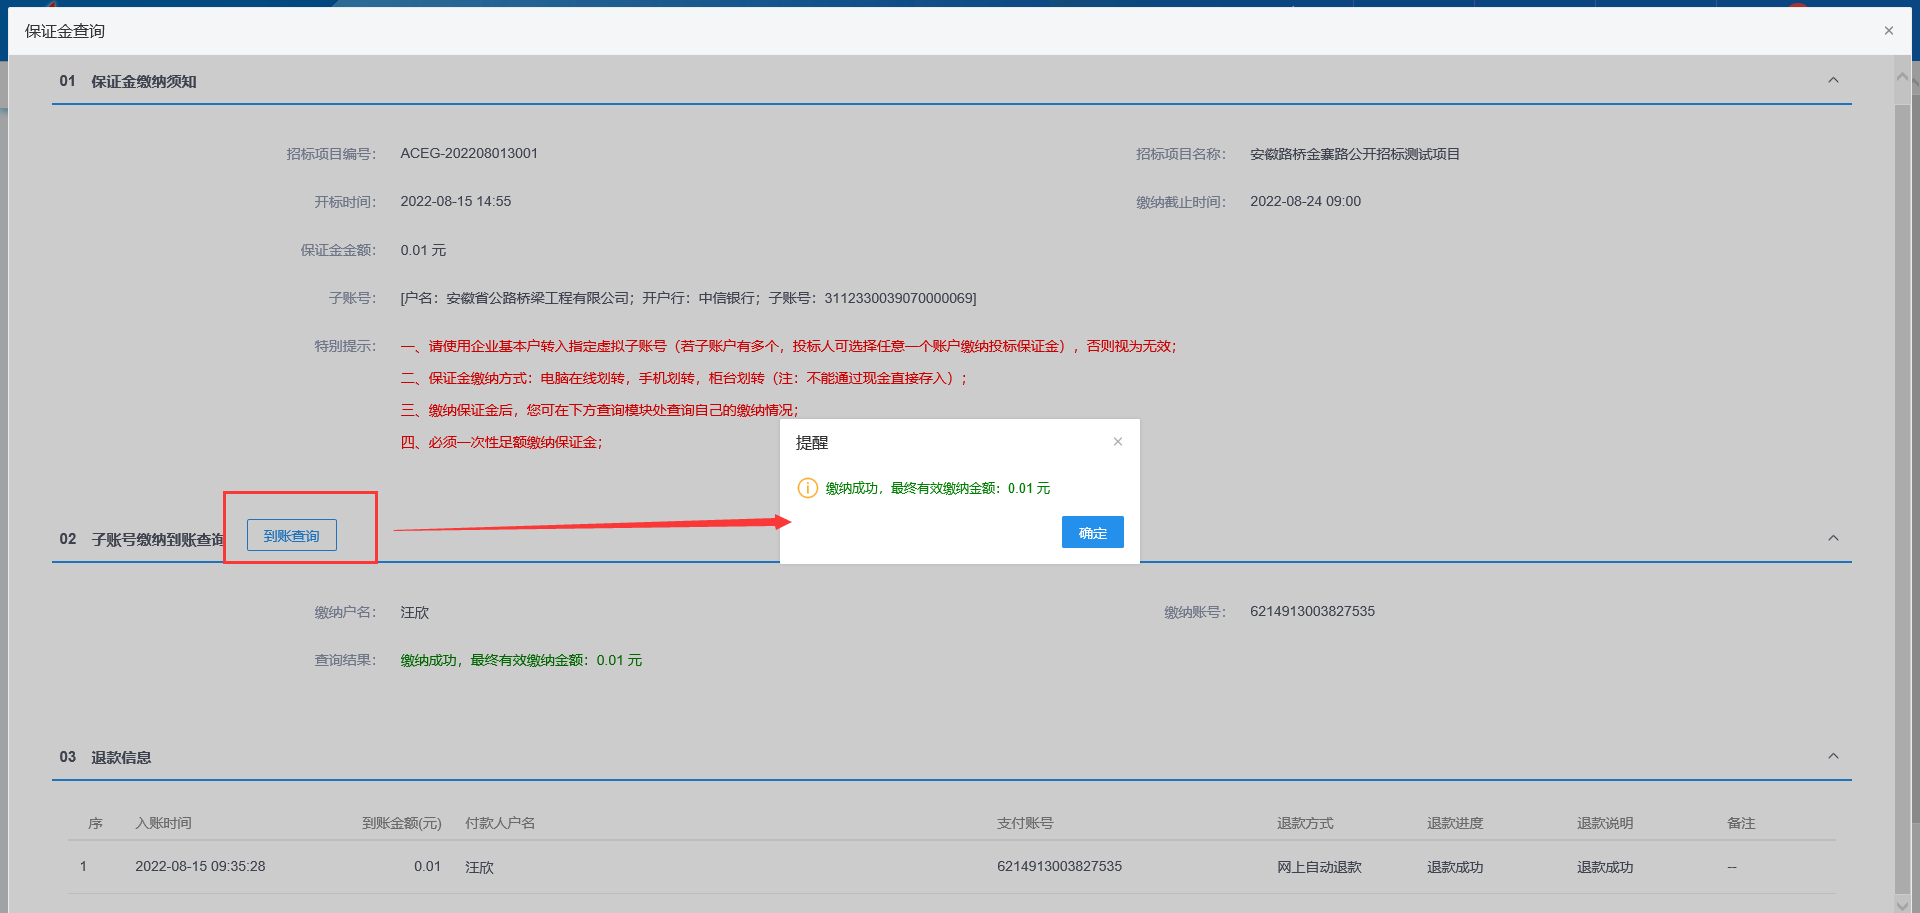 保证金查询
01 保证金缴纳须知
招标项目编号： ACEG-202208013001 招标项目名称： 安徽路桥金寨路公开招标测试项目
开标时间： 2022-08-15 14:55 缴纳截止时间： 2022-08-24 09:00
保证金金额： 0.01 元
子账号： [户名：安徽省公路桥梁工程有限公司；开户行：中信银行；子账号：3112330039070000069]
特别提示： 一、请使用企业基本户转入指定虚拟子账号（若子账户有多个，投标人可选择任意一个账户缴纳投标保证金），否则视为无效；
二、保证金缴纳方式：电脑在线划转，手机划转，柜台划转（注：不能通过现金直接存入）；
三、缴纳保证金后，您可在下方查询模块处查询自己的缴纳情况；
四、必须一次性足额缴纳保证金；
提醒
缴纳成功，最终有效缴纳金额：0.01 元
确定
02 子账号缴纳到账查询 到账查询
缴纳户名： 汪欣 缴纳账号： 6214913003827535
查询结果： 缴纳成功，最终有效缴纳金额：0.01 元
03 退款信息
序 入账时间 到账金额(元) 付款人户名 支付账号 退款方式 退款进度 退款说明 备注
1 2022-08-15 09:35:28 0.01 汪欣 6214913003827535 网上自动退款 退款成功 退款成功 --